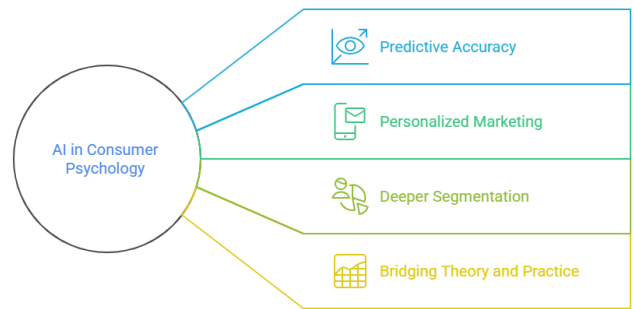 AI in Consumer
Psychology
Predictive Accuracy
Personalized Marketing
Deeper Segmentation
Bridging Theory and Practice